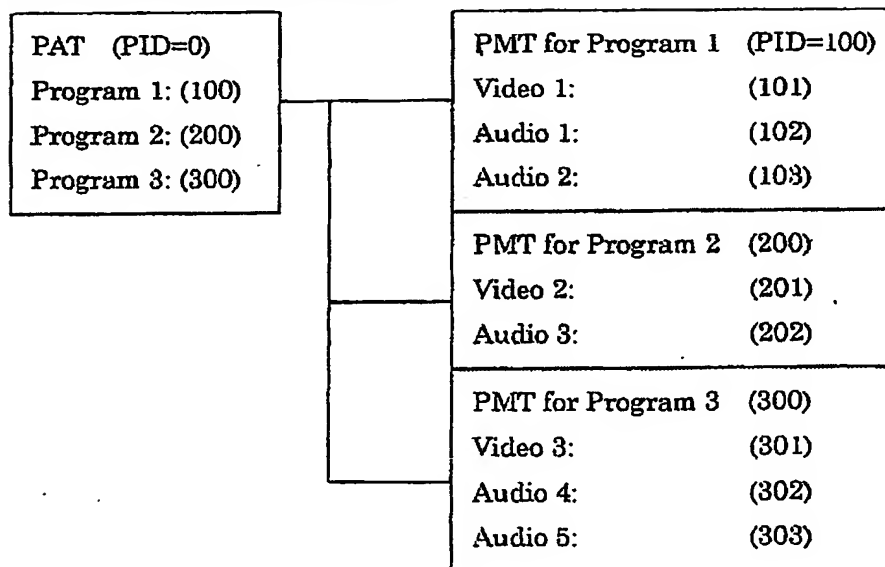 PAT (PID=0)
Program 1: (100)
Program 2: (200)
Program 3: (300)
PMT for Program 1 (PID=100)
Video 1: (101)
Audio 1: (102)
Audio 2: (103)
PMT for Program 2 (200)
Video 2: (201)
Audio 3: (202)
PMT for Program 3 (300)
Video 3: (301)
Audio 4: (302)
Audio 5: (303)